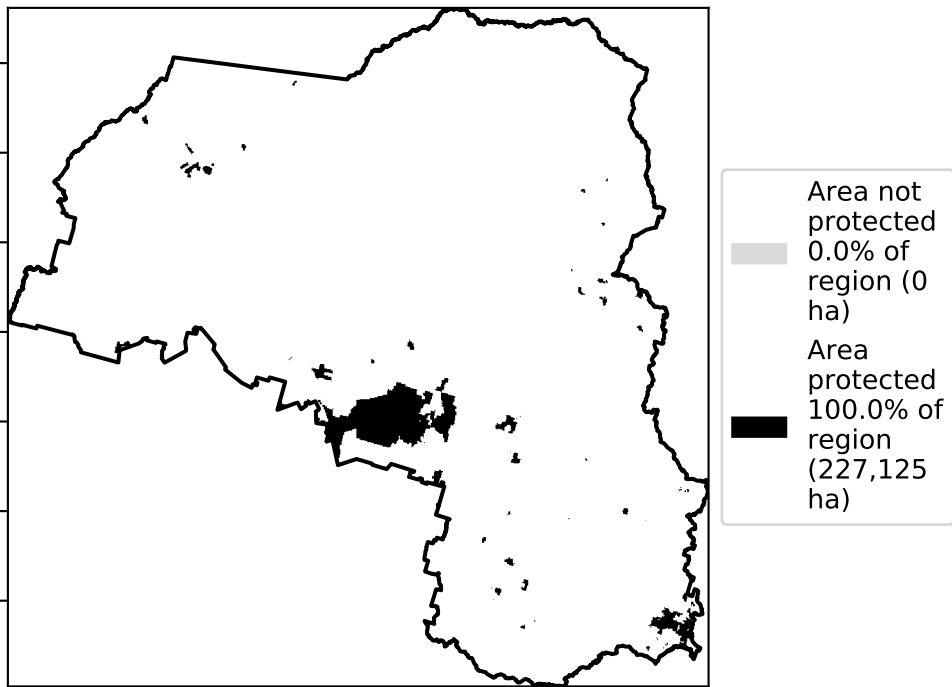 Area not
protected
0.0% of
region (0
ha)
Area
protected
100.0% of
region
(227,125
ha)